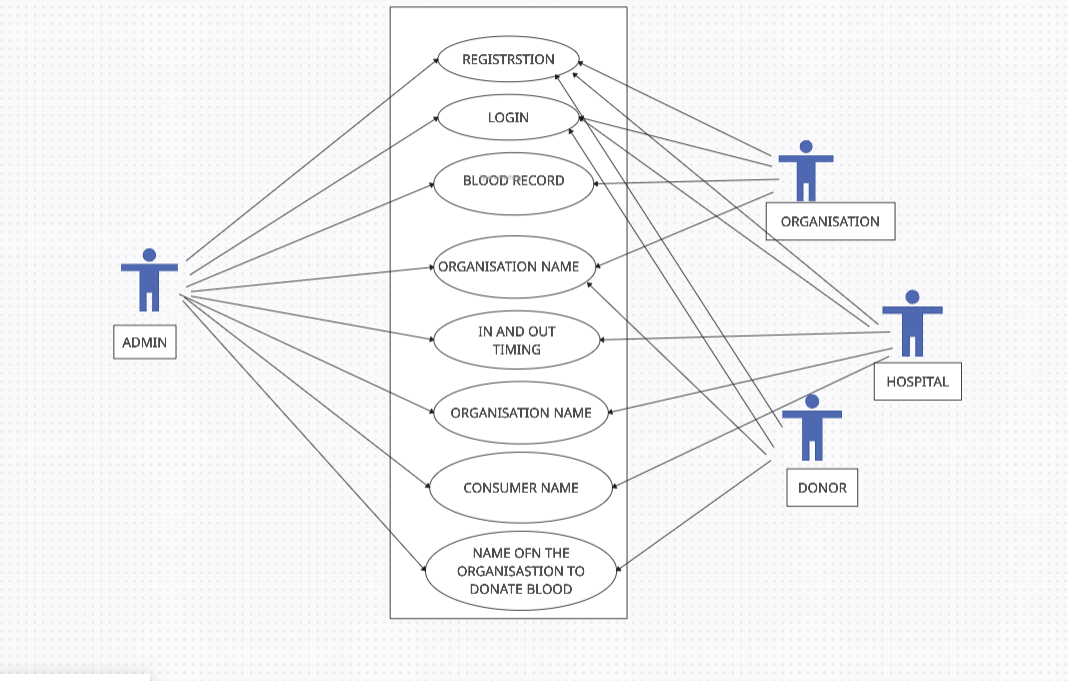 REGISTRSTION
LOGIN
BLOOD RECORD
ORGANISATION NAME
IN AND OUT
TIMING
ORGANISATION NAME
CONSUMER NAME
NAME OFN THE
ORGANISASTION TO
DONATE BLOOD
ADMIN
ORGANISATION
HOSPITAL
DONOR